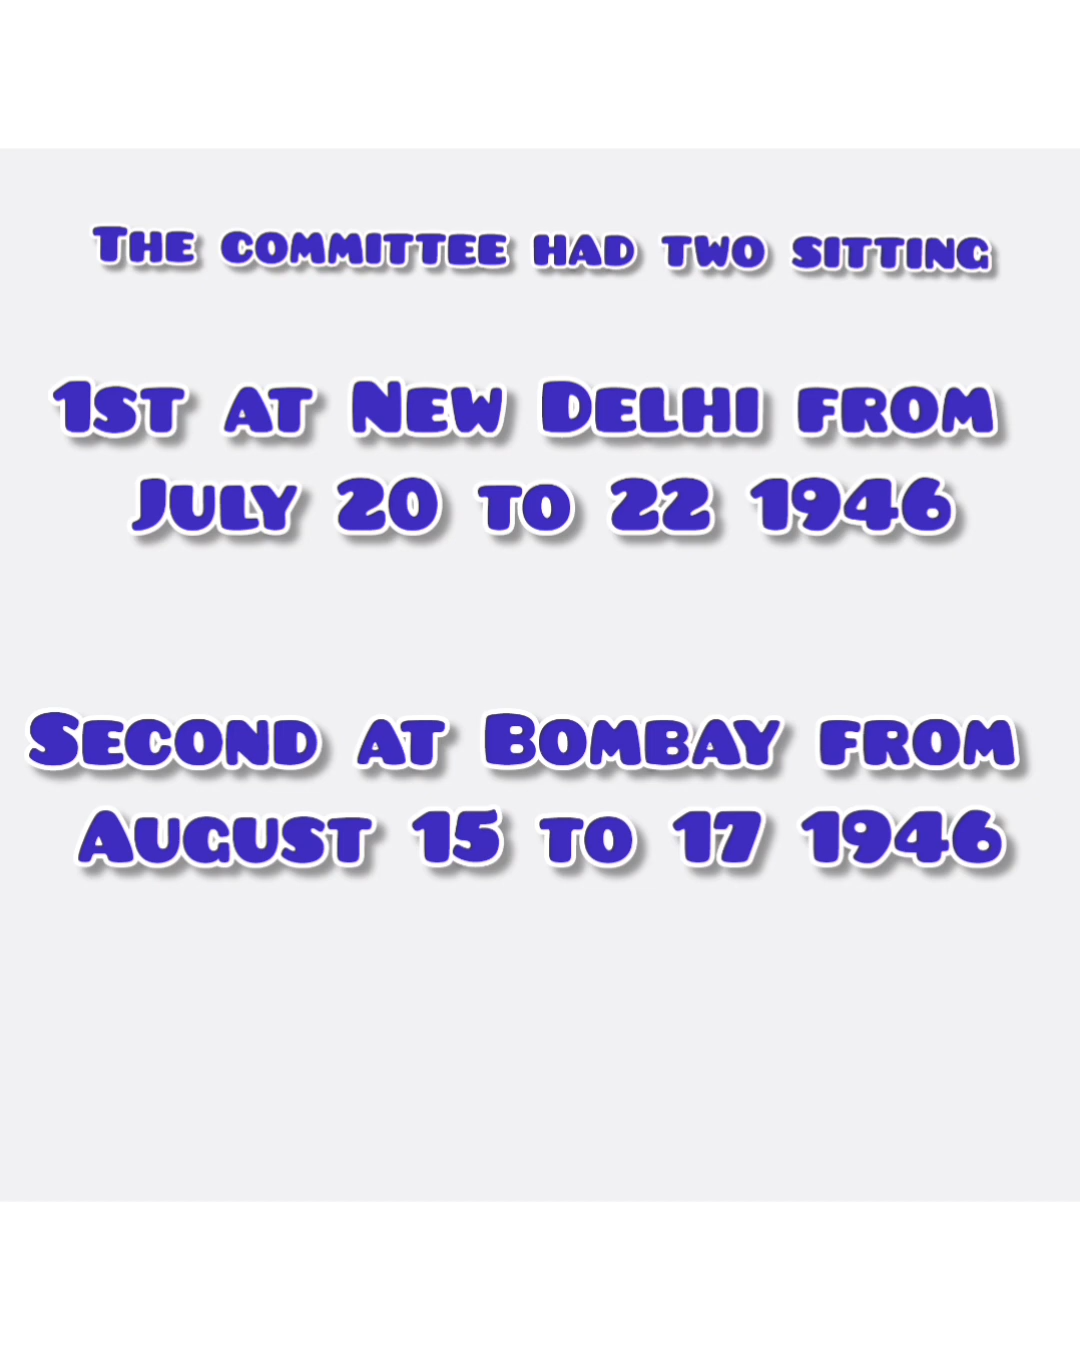 The committee had two sitting
1st at New Delhi from
July 20 to 22 1946
Second at Bombay from
August 15 to 17 1946